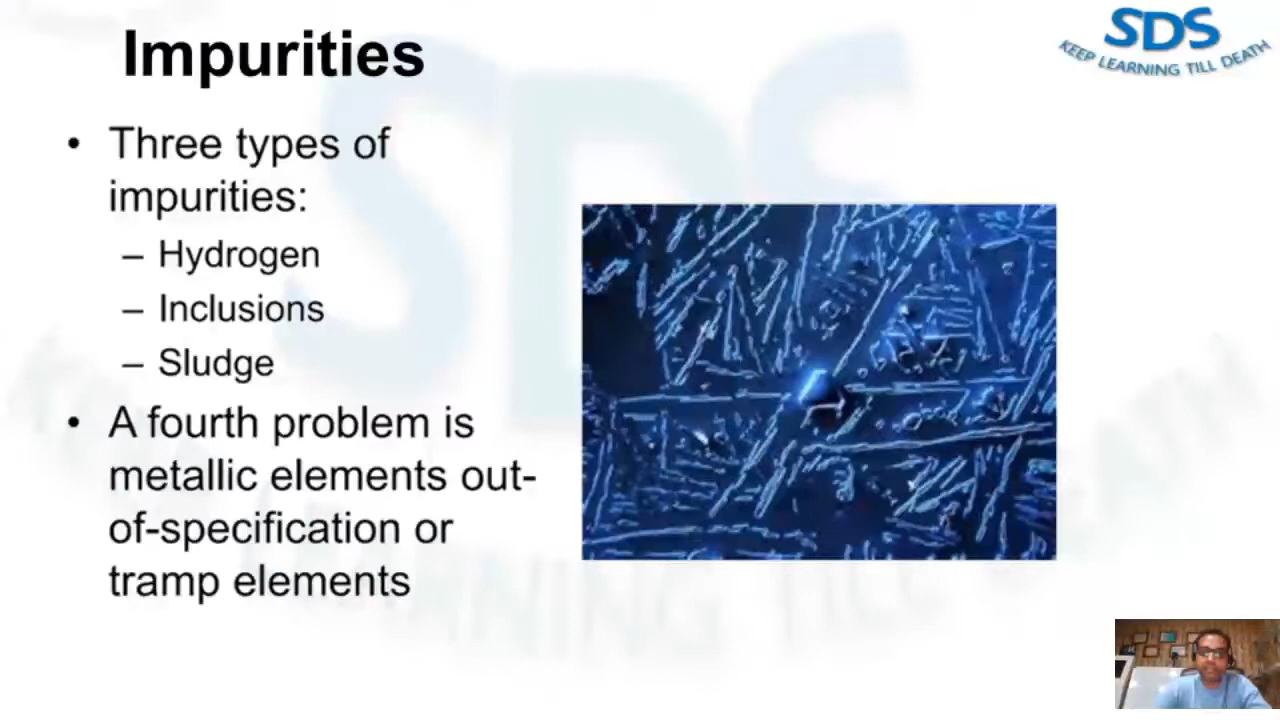 Impurities
SDS
KEEP LEARNING TILL DEATH
• Three types of
impurities:
– Hydrogen
– Inclusions
– Sludge
• A fourth problem is
metallic elements out-
of-specification or
tramp elements